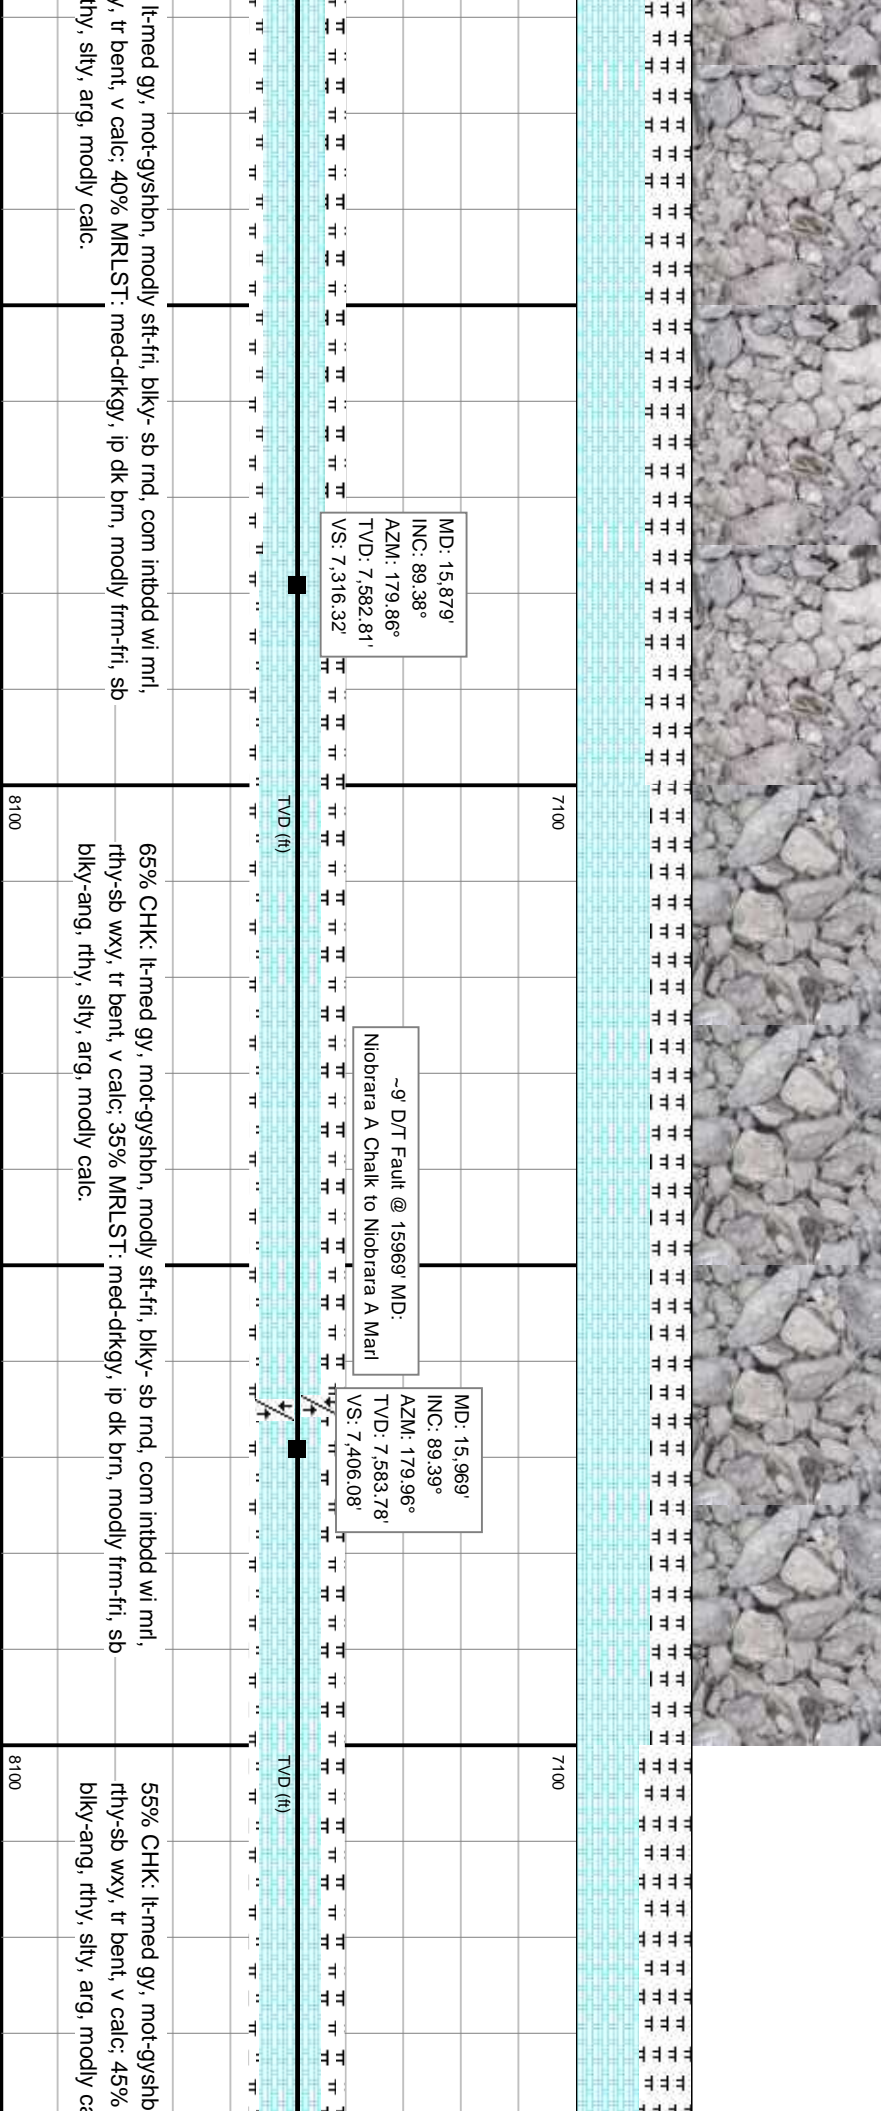 lt-med gy, mot-gyshbn, modly sft-fri, blky- sb rnd, com intbdd wi mrl,
tr bent, v calc; 40% MRLST: med-drkgy, ip dk brn, modly frm-fri, sb
slty, arg, modly calc.
MD: 15,879'
INC: 89.38°
AZM: 179.86°
TVD: 7,582.81'
VS: 7,316.32'
7100
TVD (ft)
8100
65% CHK: lt-med gy, mot-gyshbn, modly sft-fri, blky- sb rnd, com intbdd wi mrl,
rthy-sb wxy, tr bent, v calc; 35% MRLST: med-drkgy, ip dk brn, modly frm-fri, sb
blky-ang, rthy, slty, arg, modly calc.
~9' D/T Fault @ 15969' MD:
Niobrara A Chalk to Niobrara A Marl
MD: 15,969'
INC: 89.39°
AZM: 179.96°
TVD: 7,583.78'
VS: 7,406.08'
7100
TVD (ft)
8100
55% CHK: lt-med gy, mot-gyshb
rthy-sb wxy, tr bent, v calc; 45%
blky-ang, rthy, slty, arg, modly ca